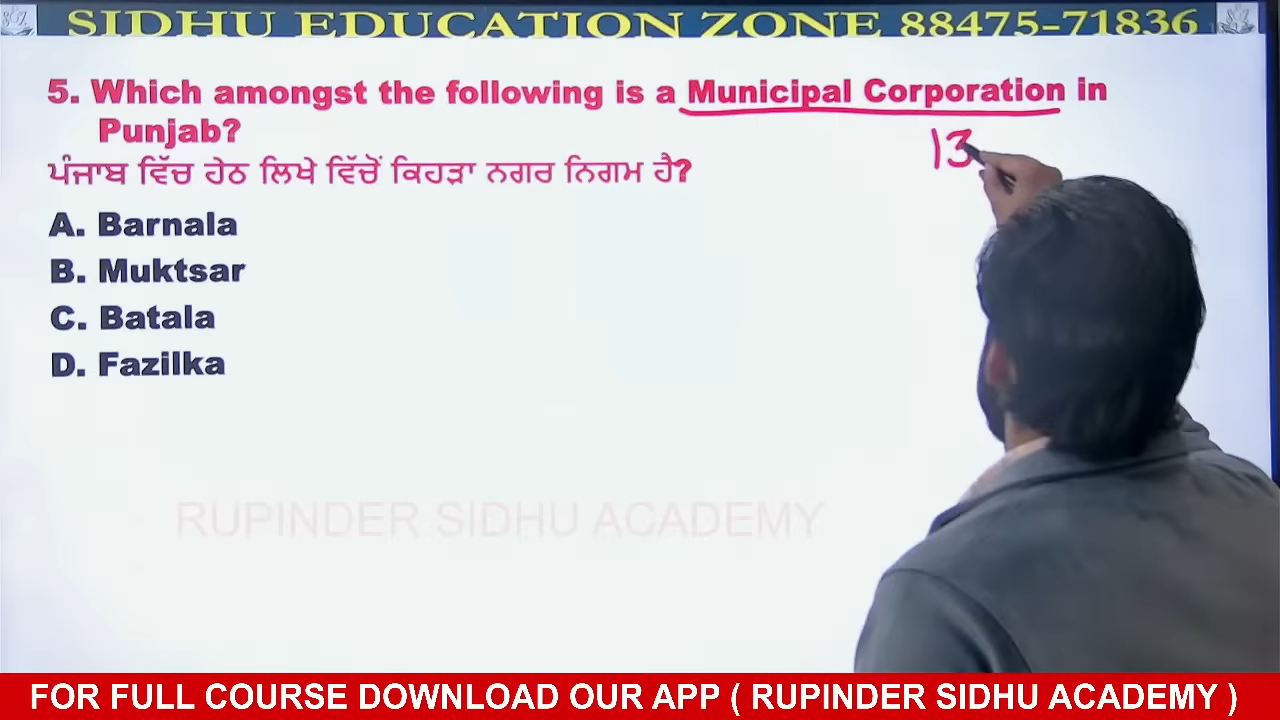 SIDHU EDUCATION ZONE 88475-71836
5. Which amongst the following is a Municipal Corporation in
Punjab?
13
ਪੰਜਾਬ ਵਿੱਚ ਹੇਠ ਲਿਖੇ ਵਿੱਚੋਂ ਕਿਹੜਾ ਨਗਰ ਨਿਗਮ ਹੈ?
A. Barnala
B. Muktsar
C. Batala
D. Fazilka
RUPINDER SIDHU ACADEMY
FOR FULL COURSE DOWNLOAD OUR APP ( RUPINDER SIDHU ACADEMY )